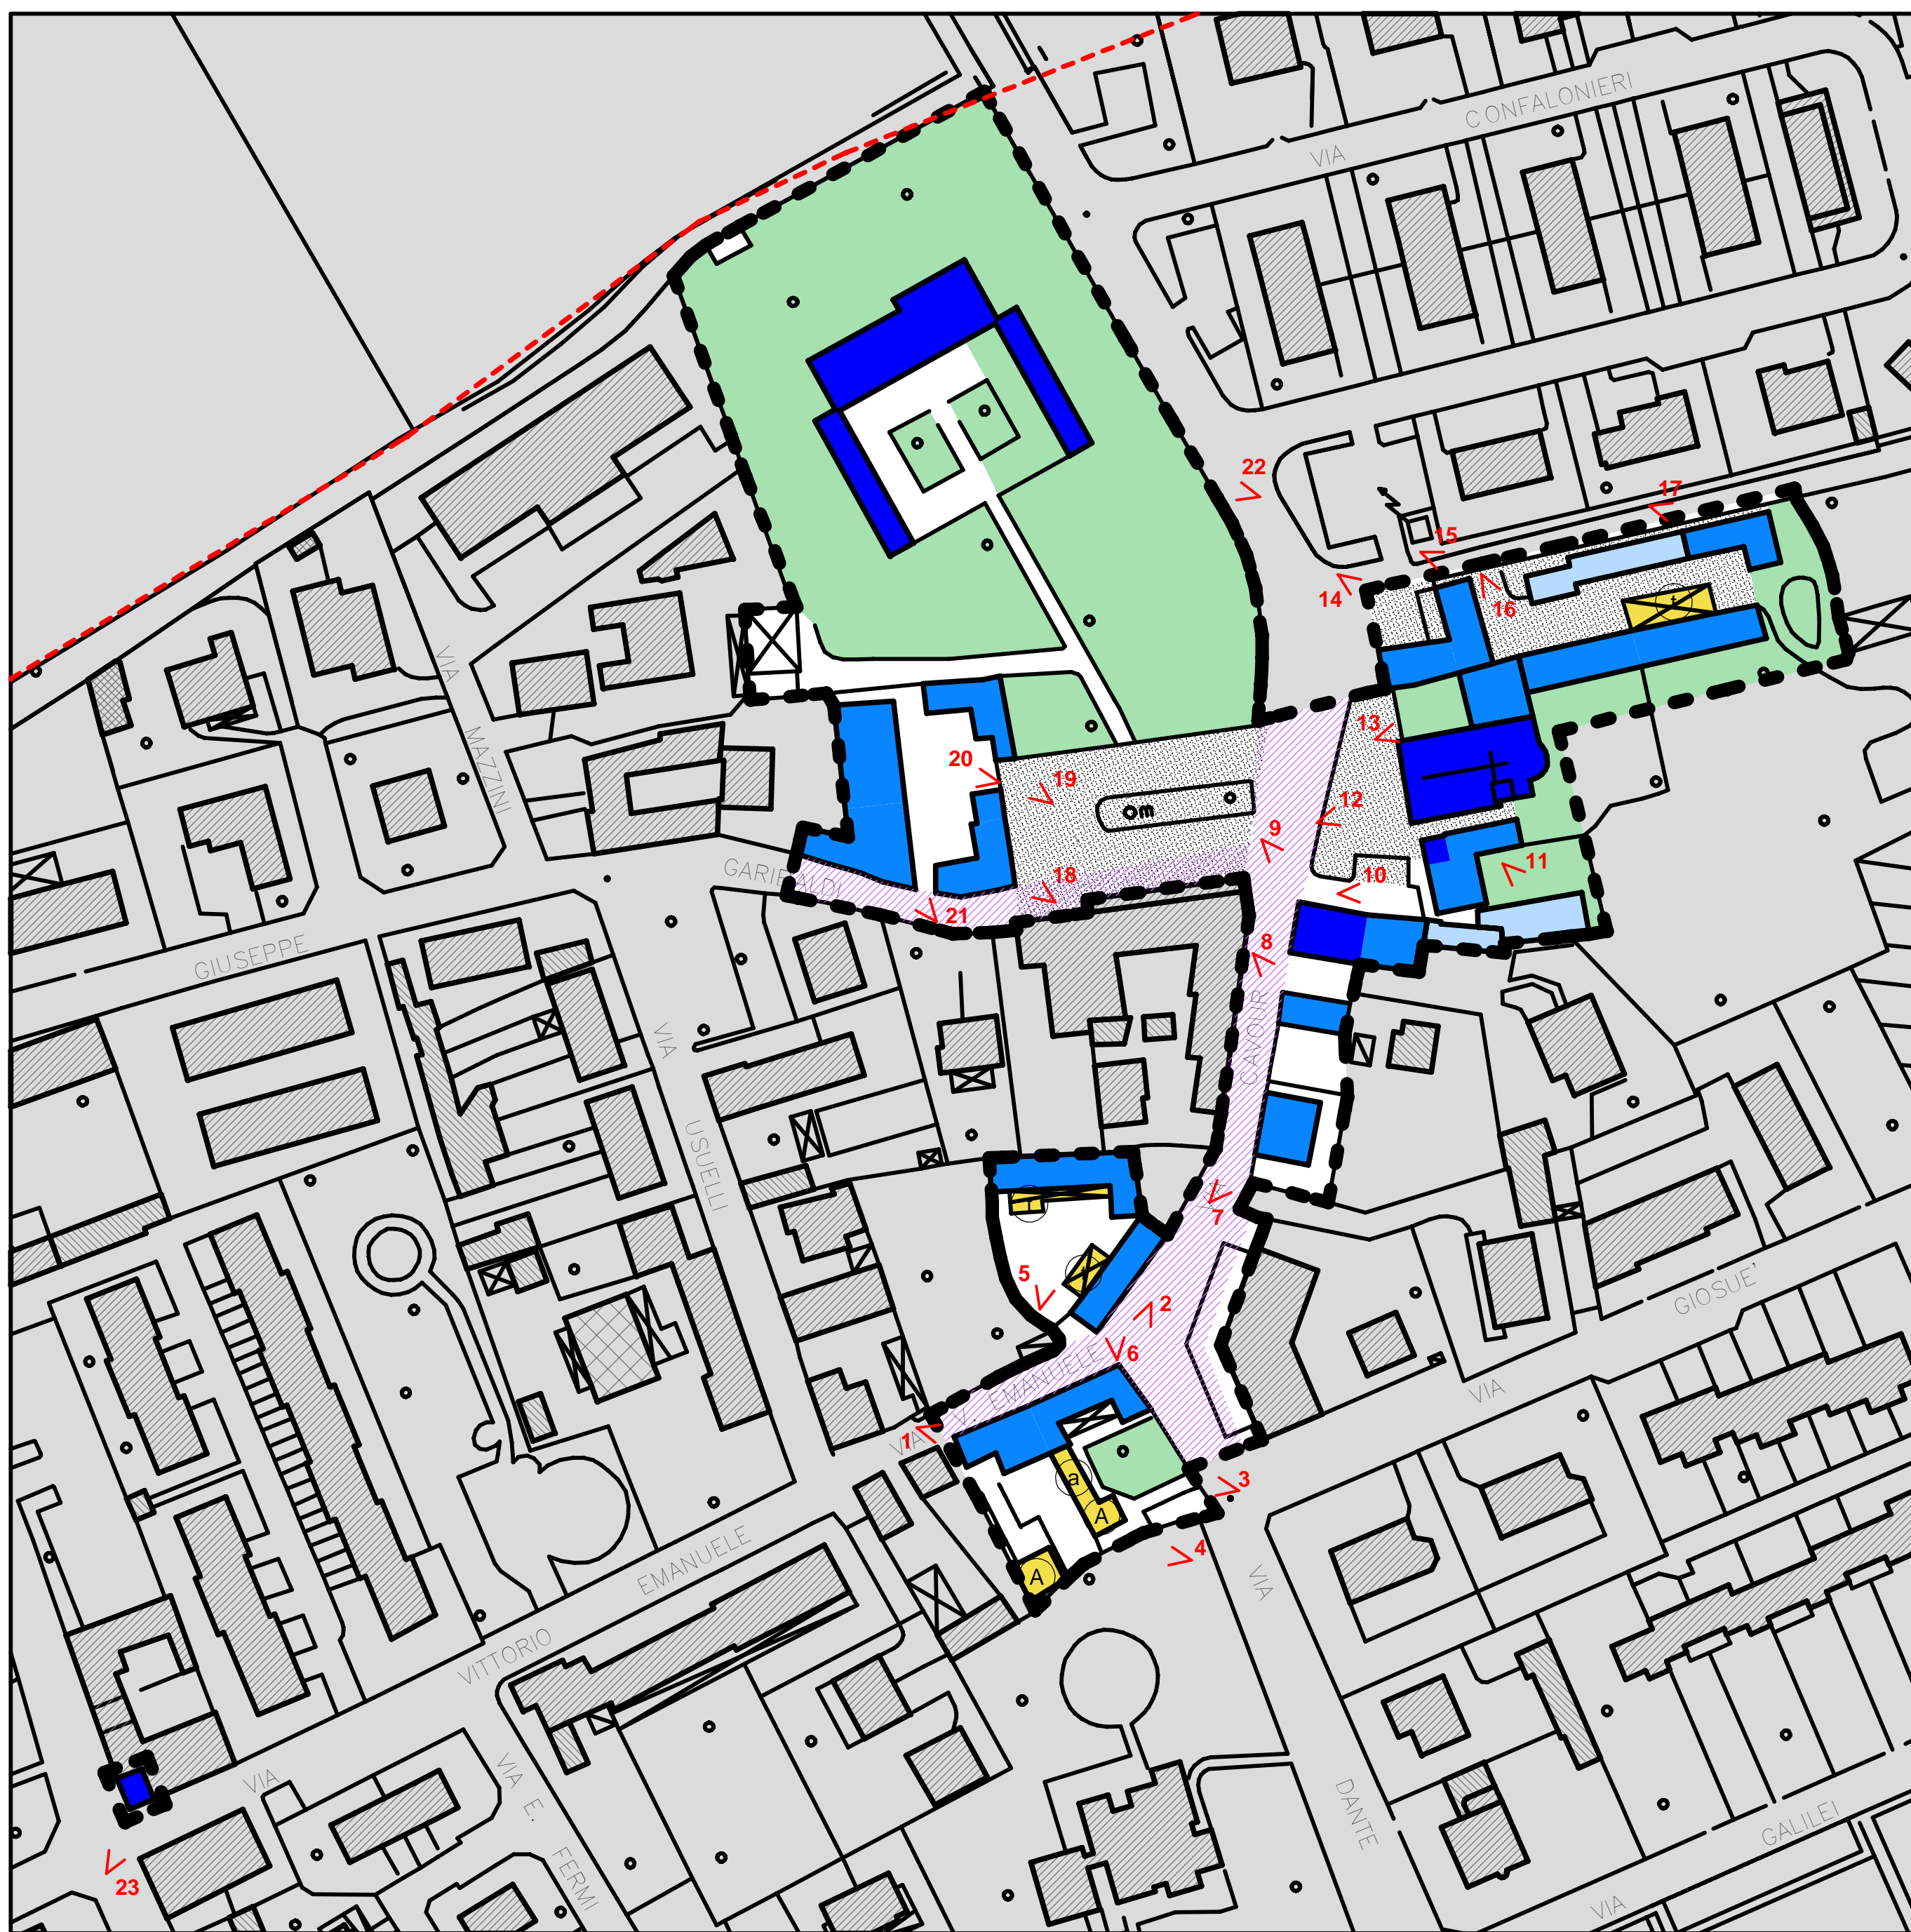 CONFALONIERI
VIA
22
17
15
14
16
t
VIA
MAZZINI
13
20
19
12
9
GARIBALDI
18
10
11
21
8
GIUSEPPE
CAVOUR
VIA
USUELLI
7
5
2
6
GIOSUE'
VIA
V. EMANUELE
1
VIA
3
a
A
4
A
EMANUELE
VIA
VITTORIO
VIA
VIA E. FERMI
DANTE
GALILEI
23
VIA